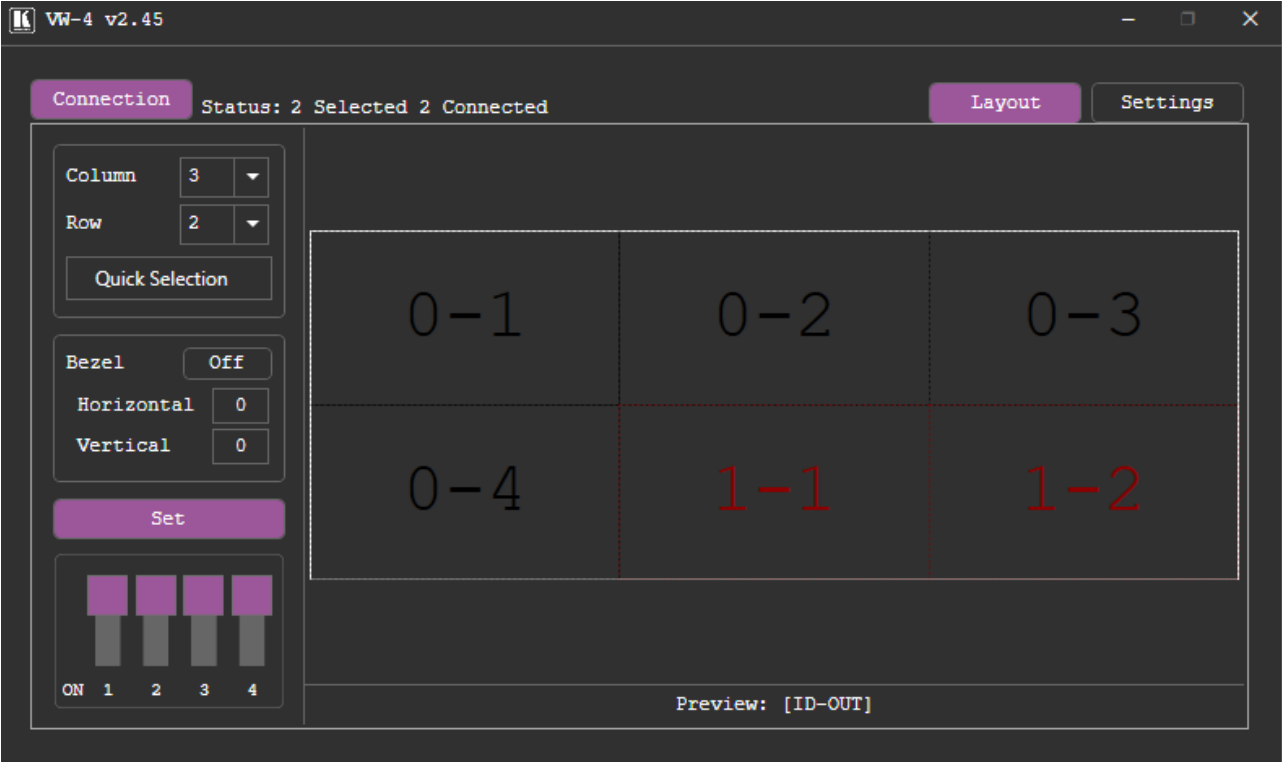 VW-4 v2.45
Connection
Status: 2 Selected 2 Connected
Layout
Settings
Column 3
Row 2
Quick Selection
Bezel Off
Horizontal 0
Vertical 0
Set
ON 1 2 3 4
0-1 0-2 0-3
0-4 1-1 1-2
Preview: [ID-OUT]